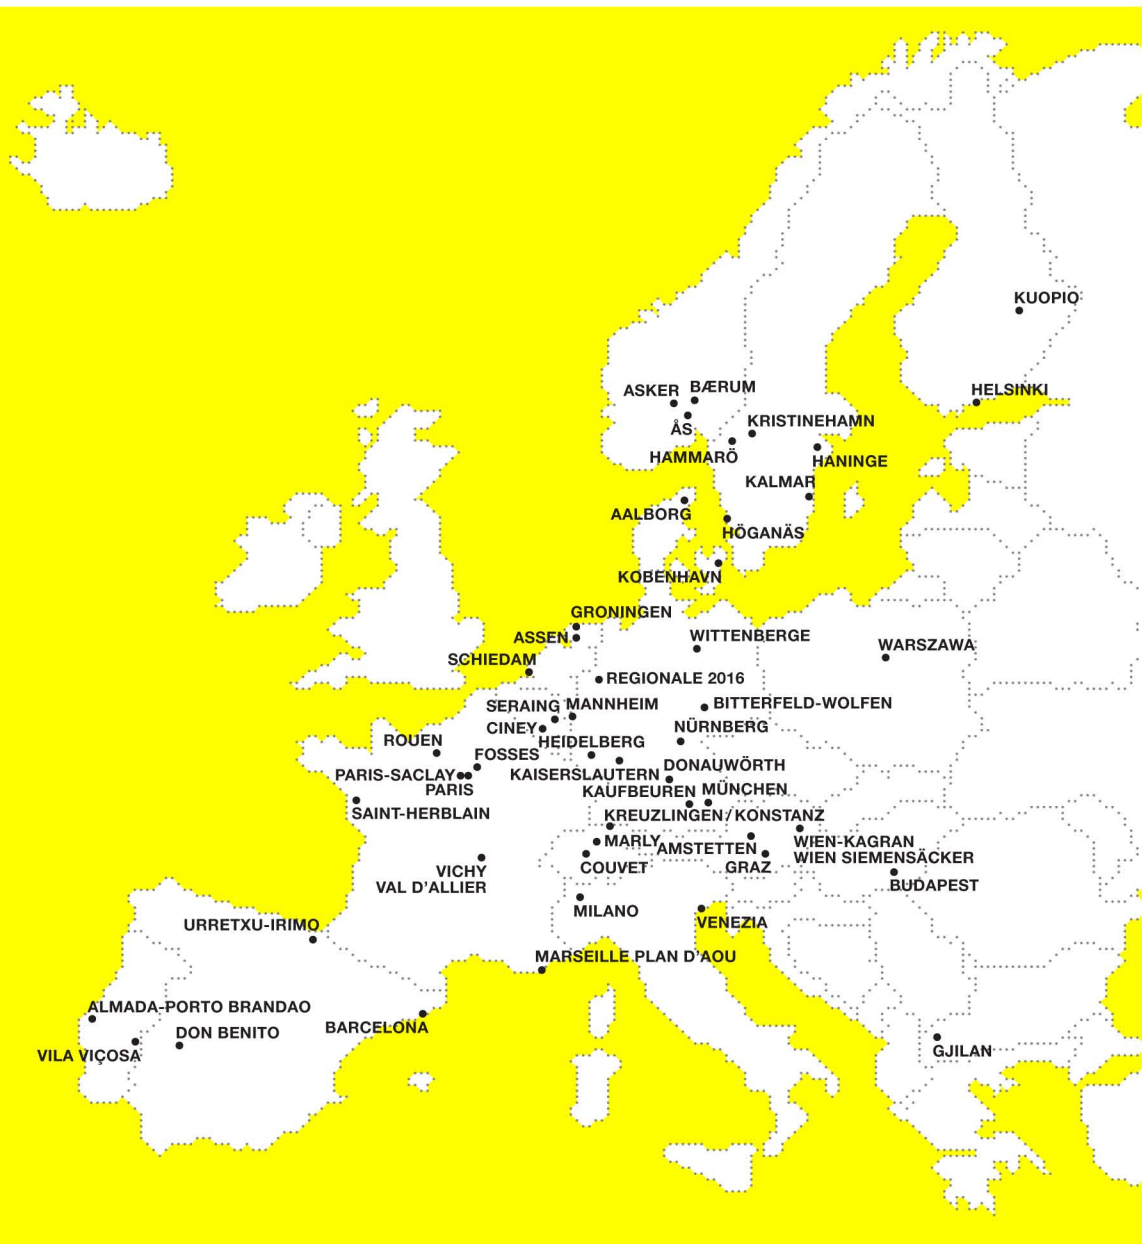 KUOPIO
ASKER
BÆRUM
HELSINKI
ÅS
KRISTINEHAMN
HAMMARÖ
HANINGE
KALMAR
AALBORG
HÖGANÄS
KOBENHAVN
GRONINGEN
ASSEN
WITTENBERGE
WARSZAWA
SCHIEDAM
REGIONALE 2016
SERAING
MANNHEIM
BITTERFELD-WOLFEN
CINEY
NÜRNBERG
ROUEN
HEIDELBERG
FOSSES
DONAUWÖRTH
PARIS-SACLAY
KAISERSLAUTERN
PARIS
KAUFBEUREN
MÜNCHEN
SAINT-HERBLAIN
KREUZLINGEN/KONSTANZ
MARLY
AMSTETTEN
WIEN-KAGRAN
WIEN SIEMENSÄCKER
COUVET
GRAZ
VICHY
VAL D’ALLIER
BUDAPEST
MILANO
VENEZIA
URRETXU-IRIMO
MARSEILLE PLAN D’AOU
ALMADA-PORTO BRANDAO
BARCELONA
DON BENITO
VILA VIÇOSA
GJILAN